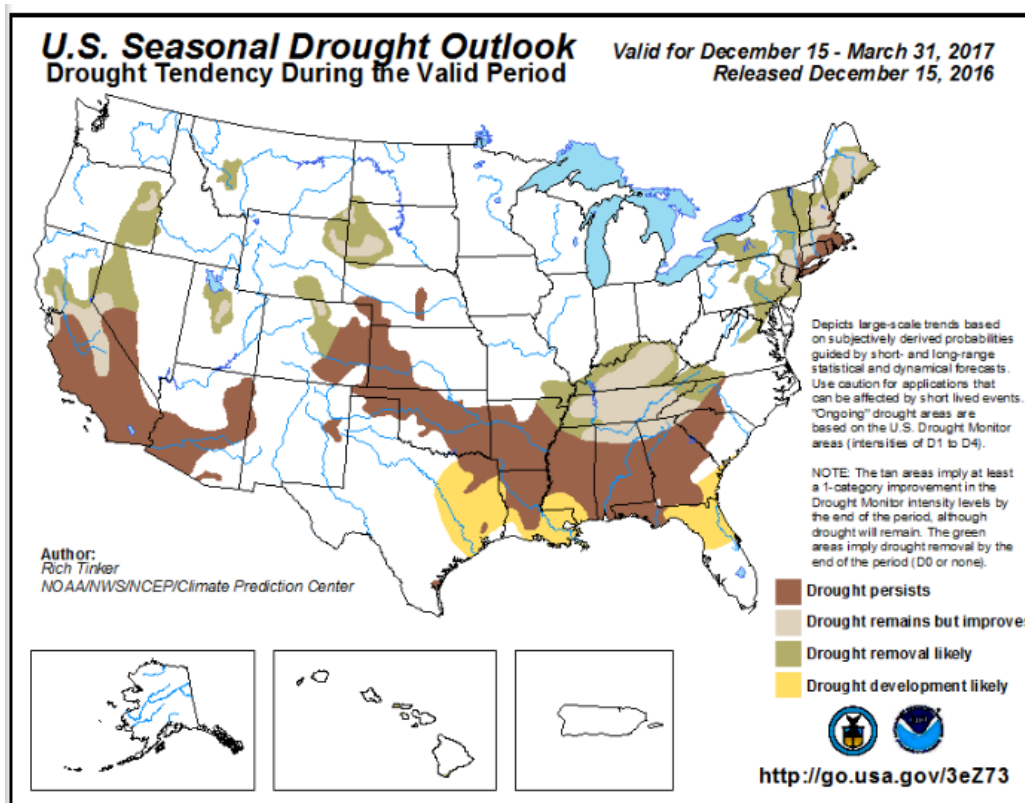 U.S. Seasonal Drought Outlook
Drought Tendency During the Valid Period
Valid for December 15 - March 31, 2017
Released December 15, 2016
Depicts large-scale trends based
on subjectively derived probabilities
guided by short- and long-range
statistical and dynamical forecasts.
Use caution for applications that
can be affected by short lived events.
"Ongoing" drought areas are
based on the U.S. Drought Monitor
areas (intensities of D1 to D4).
NOTE: The tan areas imply at least
a 1-category improvement in the
Drought Monitor intensity levels by
the end of the period, although
drought will remain. The green
areas imply drought removal by the
end of the period (D0 or none).
Author:
Rich Tinker
NOAA/NWS/NCEP/Climate Prediction Center
Drought persists
Drought remains but improves
Drought removal likely
Drought development likely
http://go.usa.gov/3eZ73